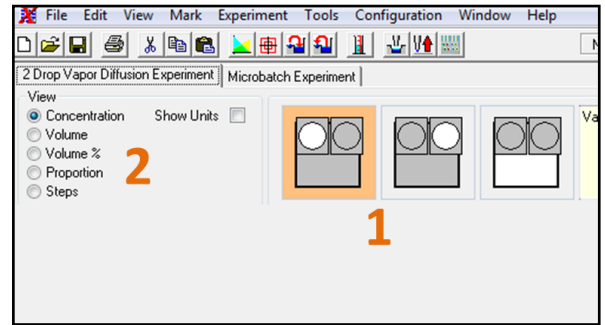 File Edit View Mark Experiment Tools Configuration Window Help
2 Drop Vapor Diffusion Experiment Microbatch Experiment
View
Concentration Show Units
Volume
Volume %
Proportion
Steps
2
1